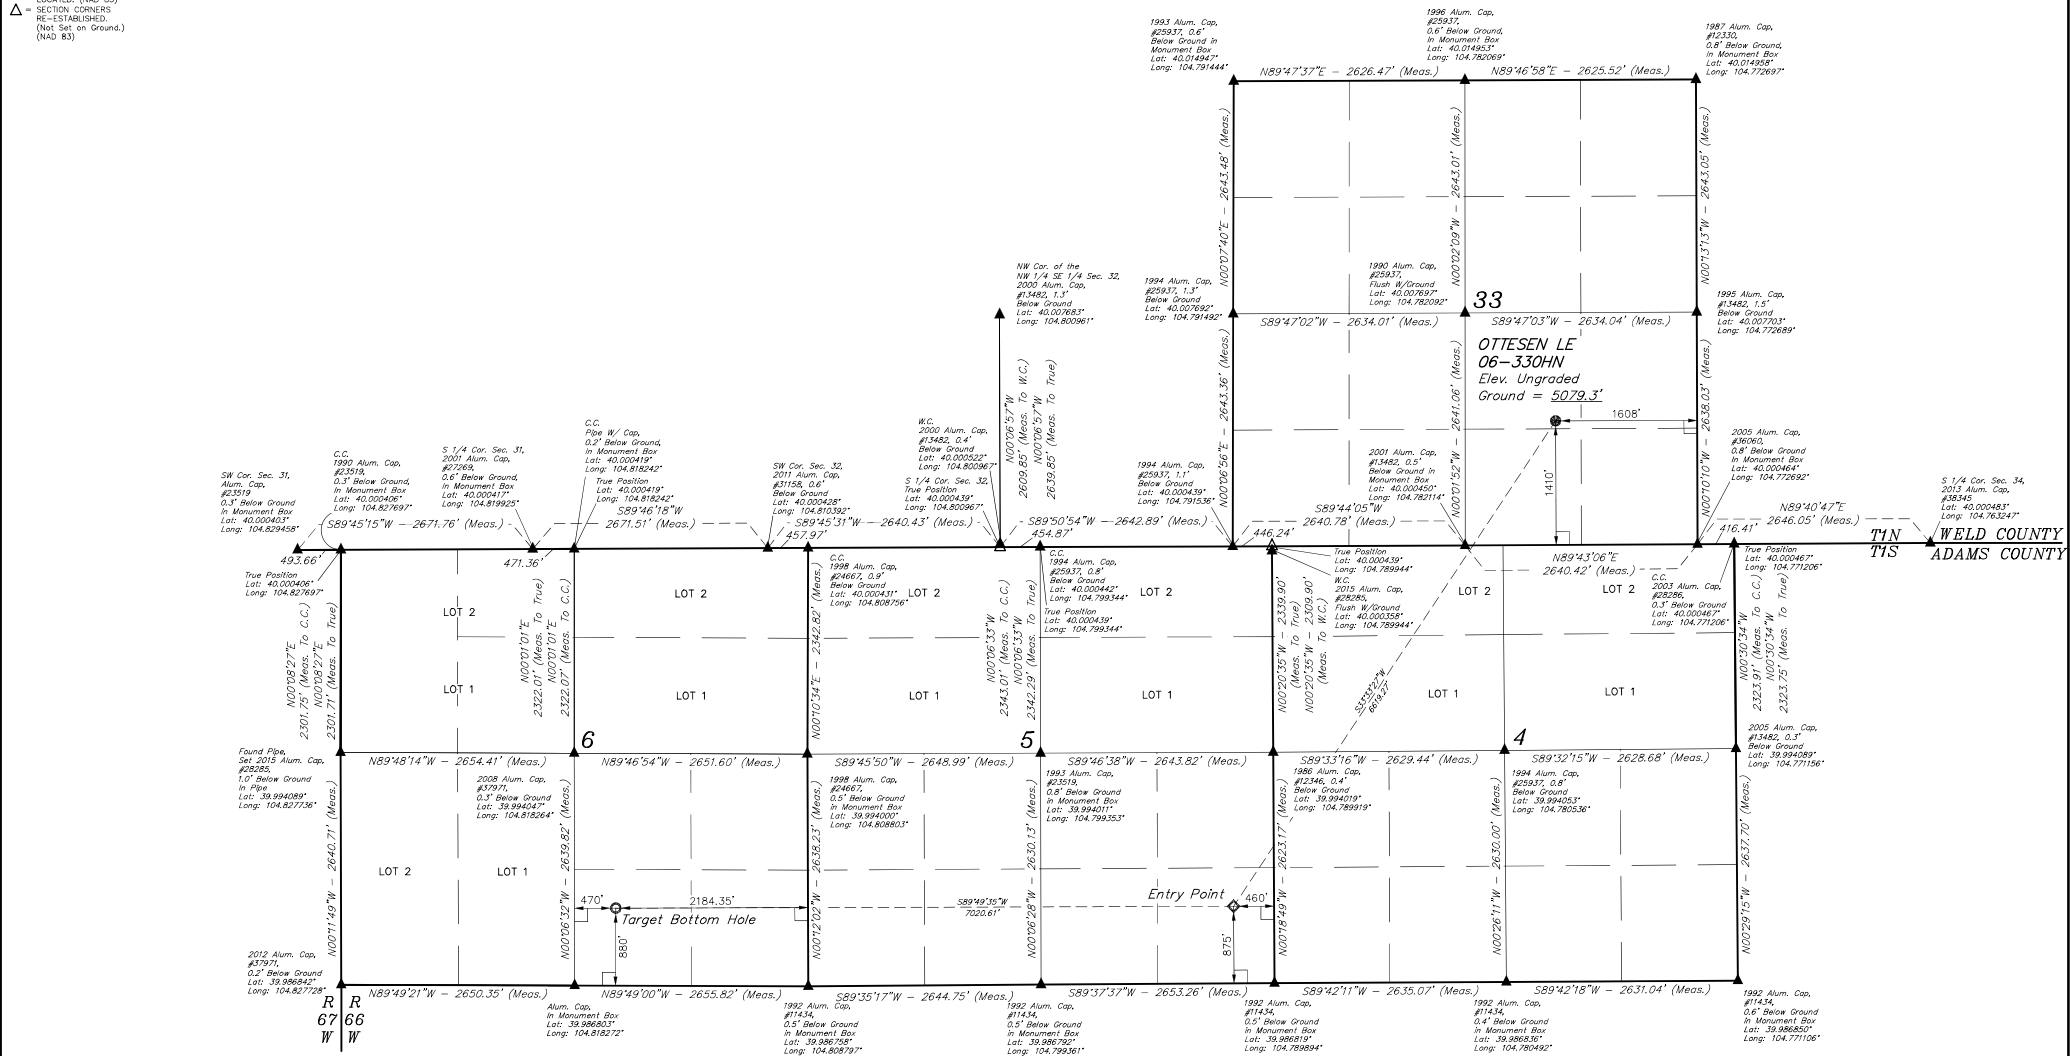 △ = SECTION CORNERS
RE-ESTABLISHED.
(Not Set on Ground.)
(NAD 83)
1993 Alum. Cap,
#25937, 0.6'
Below Ground in
Monument Box
Lat: 40.014947°
Long: 104.791444°
1996 Alum. Cap,
#25937,
0.6' Below Ground,
In Monument Box
Lat: 40.014953°
Long: 104.782069°
1987 Alum. Cap,
#12330,
0.8' Below Ground,
In Monument Box
Lat: 40.014958°
Long: 104.772697°
N89°47'37"E - 2626.47' (Meas.)
N89°46'58"E - 2625.52' (Meas.)
N00°07'40"E - 2643.48' (Meas.)
N00°02'09"W - 2643.01' (Meas.)
N00°13'13"W - 2643.05' (Meas.)
NW Cor. of the
NW 1/4 SE 1/4 Sec. 32,
2000 Alum. Cap,
#13482, 1.3'
Below Ground
Lat: 40.007683°
Long: 104.800961°
1994 Alum. Cap,
#25937, 1.3'
Below Ground
Lat: 40.007692°
Long: 104.791492°
1990 Alum. Cap,
#25937,
Flush W/Ground
Lat: 40.007697°
Long: 104.782092°
33
1995 Alum. Cap,
#13482, 1.5'
Below Ground
Lat: 40.007703°
Long: 104.772689°
S89°47'02"W - 2634.01' (Meas.)
S89°47'03"W - 2634.04' (Meas.)
OTTESEN LE
06-330HN
Elev. Ungraded
Ground = 5079.3'
1608'
1410'
N00°06'57"W
2609.85' (Meas. To W.C.)
N00°06'57"W
2639.85' (Meas. To True)
N00°06'56"E - 2643.36' (Meas.)
N00°01'52"W - 2641.06' (Meas.)
N00°10'10"W - 2638.03' (Meas.)
SW Cor. Sec. 31,
Alum. Cap,
#23519
0.3' Below Ground
In Monument Box
Lat: 40.000403°
Long: 104.829458°
C.C.
1990 Alum. Cap,
#23519,
0.3' Below Ground,
In Monument Box
Lat: 40.000406°
Long: 104.827697°
S 1/4 Cor. Sec. 31,
2001 Alum. Cap,
#27269,
0.6' Below Ground,
In Monument Box
Lat: 40.000417°
Long: 104.819925°
C.C.
Pipe W/ Cap,
0.2' Below Ground,
In Monument Box
Lat: 40.000419°
Long: 104.818242°
True Position
Lat: 40.000419°
Long: 104.818242°
SW Cor. Sec. 32,
2011 Alum. Cap,
#31158, 0.6'
Below Ground
Lat: 40.000428°
Long: 104.810392°
W.C.
2000 Alum. Cap,
#13482, 0.4'
Below Ground
Lat: 40.000522°
Long: 104.800967°
S 1/4 Cor. Sec. 32,
True Position
Lat: 40.000439°
Long: 104.800967°
1994 Alum. Cap,
#25937, 1.1'
Below Ground
Lat: 40.000439°
Long: 104.791536°
2001 Alum. Cap,
#13482, 0.5'
Below Ground in
Monument Box
Lat: 40.000450°
Long: 104.782114°
2005 Alum. Cap,
#36060,
0.8' Below Ground
In Monument Box
Lat: 40.000464°
Long: 104.772692°
S 1/4 Cor. Sec. 34,
2013 Alum. Cap,
#38345
Lat: 40.000483°
Long: 104.763247°
S89°45'15"W - 2671.76' (Meas.)
S89°46'18"W
2671.51' (Meas.)
S89°45'31"W - 2640.43' (Meas.)
S89°50'54"W - 2642.89' (Meas.)
S89°44'05"W
2640.78' (Meas.)
N89°43'06"E
2640.42' (Meas.)
N89°40'47"E
2646.05' (Meas.)
493.66'
471.36'
457.97'
454.87'
446.24'
416.41'
T1N
T1S
WELD COUNTY
ADAMS COUNTY
True Position
Lat: 40.000406°
Long: 104.827697°
C.C.
1998 Alum. Cap,
#24667, 0.9'
Below Ground
Lat: 40.000431°
Long: 104.808756°
C.C.
1994 Alum. Cap,
#25937, 0.8'
Below Ground
Lat: 40.000442°
Long: 104.799344°
True Position
Lat: 40.000439°
Long: 104.799344°
True Position
Lat: 40.000439°
Long: 104.789944°
W.C.
2015 Alum. Cap,
#28285,
Flush W/Ground
Lat: 40.000358°
Long: 104.789944°
C.C.
2003 Alum. Cap,
#28286,
0.3' Below Ground
Lat: 40.000467°
Long: 104.771206°
True Position
Lat: 40.000467°
Long: 104.771206°
LOT 2
LOT 2
LOT 2
LOT 2
LOT 2
LOT 2
LOT 1
LOT 1
LOT 1
LOT 1
LOT 1
LOT 1
N00°08'27"E
2301.75' (Meas. To C.C.)
N00°08'27"E
2301.71' (Meas. To True)
N00°01'01"E
2322.01' (Meas. To True)
N00°01'01"E
2322.07' (Meas. To C.C.)
N00°10'34"E - 2342.82' (Meas.)
N00°06'33"W
2343.01' (Meas. To C.C.)
N00°06'33"W
2342.29' (Meas. To True)
N00°20'35"W - 2339.90'
(Meas. To True)
N00°20'35"W - 2309.90'
(Meas. To W.C.)
S33°33'27"W
6619.27'
N00°30'34"W
2323.91' (Meas. To C.C.)
N00°30'34"W
2323.75' (Meas. To True)
6
5
4
Found Pipe,
Set 2015 Alum. Cap,
#28285,
1.0' Below Ground
In Pipe
Lat: 39.994089°
Long: 104.827736°
N89°48'14"W - 2654.41' (Meas.)
N89°46'54"W - 2651.60' (Meas.)
S89°45'50"W - 2648.99' (Meas.)
S89°46'38"W - 2643.82' (Meas.)
S89°33'16"W - 2629.44' (Meas.)
S89°32'15"W - 2628.68' (Meas.)
2008 Alum. Cap,
#37971,
0.3' Below Ground
Lat: 39.994047°
Long: 104.818264°
1998 Alum. Cap,
#24667,
0.5' Below Ground
in Monument Box
Lat: 39.994000°
Long: 104.808803°
1993 Alum. Cap,
#23519,
0.8' Below Ground
in Monument Box
Lat: 39.994011°
Long: 104.799353°
1986 Alum. Cap,
#12346, 0.4'
Below Ground
Lat: 39.994019°
Long: 104.789919°
1994 Alum. Cap,
#25937, 0.8'
Below Ground
Lat: 39.994053°
Long: 104.780536°
2005 Alum. Cap,
#13482, 0.3'
Below Ground
Lat: 39.994089°
Long: 104.771156°
N00°11'49"W - 2640.71' (Meas.)
N00°06'32"W - 2639.82' (Meas.)
N00°12'02"W - 2638.23' (Meas.)
N00°06'28"W - 2630.13' (Meas.)
N00°18'49"W - 2623.17' (Meas.)
N00°26'11"W - 2630.00' (Meas.)
N00°29'15"W - 2637.70' (Meas.)
LOT 2
LOT 1
470'
2184.35'
Target Bottom Hole
880'
S89°49'35"W
7020.61'
Entry Point
460'
875'
2012 Alum. Cap,
#37971,
0.2' Below Ground
Lat: 39.986842°
Long: 104.827728°
N89°49'21"W - 2650.35' (Meas.)
N89°49'00"W - 2655.82' (Meas.)
S89°35'17"W - 2644.75' (Meas.)
S89°37'37"W - 2653.26' (Meas.)
S89°42'11"W - 2635.07' (Meas.)
S89°42'18"W - 2631.04' (Meas.)
R R
67 66
W W
Alum. Cap,
In Monument Box
Lat: 39.986803°
Long: 104.818272°
1992 Alum. Cap,
#11434,
0.5' Below Ground
in Monument Box
Lat: 39.986758°
Long: 104.808797°
1992 Alum. Cap,
#11434,
0.5' Below Ground
in Monument Box
Lat: 39.986792°
Long: 104.799361°
1992 Alum. Cap,
#11434,
0.5' Below Ground
in Monument Box
Lat: 39.986819°
Long: 104.789894°
1992 Alum. Cap,
#11434,
0.4' Below Ground
in Monument Box
Lat: 39.986836°
Long: 104.780492°
1992 Alum. Cap,
#11434,
0.6' Below Ground
in Monument Box
Lat: 39.986850°
Long: 104.771106°